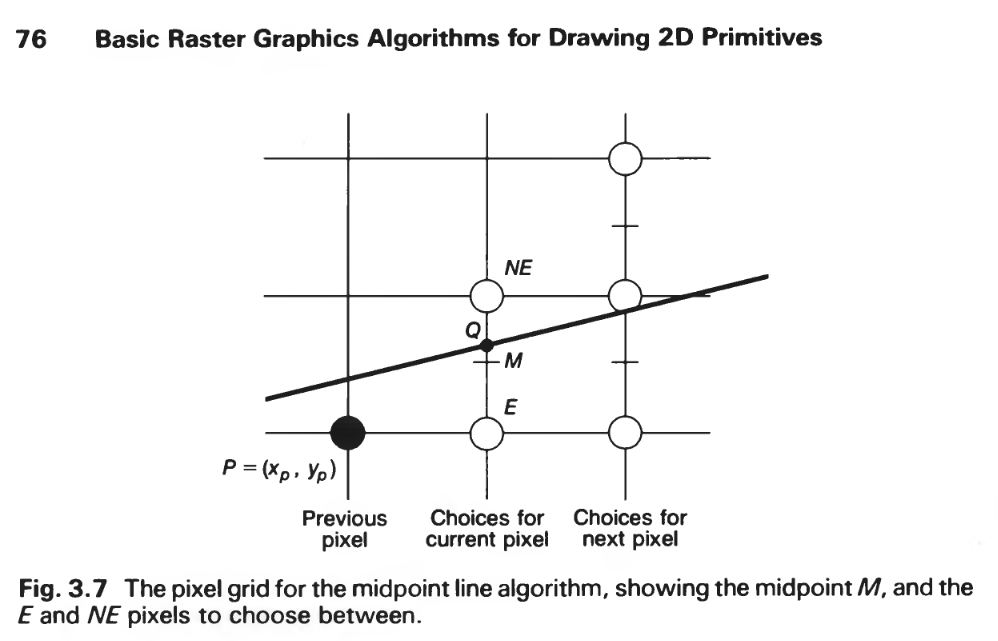 76 Basic Raster Graphics Algorithms for Drawing 2D Primitives
NE
Q
M
E
P = (xp, yp)
Previous Choices for Choices for
pixel current pixel next pixel
Fig. 3.7 The pixel grid for the midpoint line algorithm, showing the midpoint M, and the
E and NE pixels to choose between.